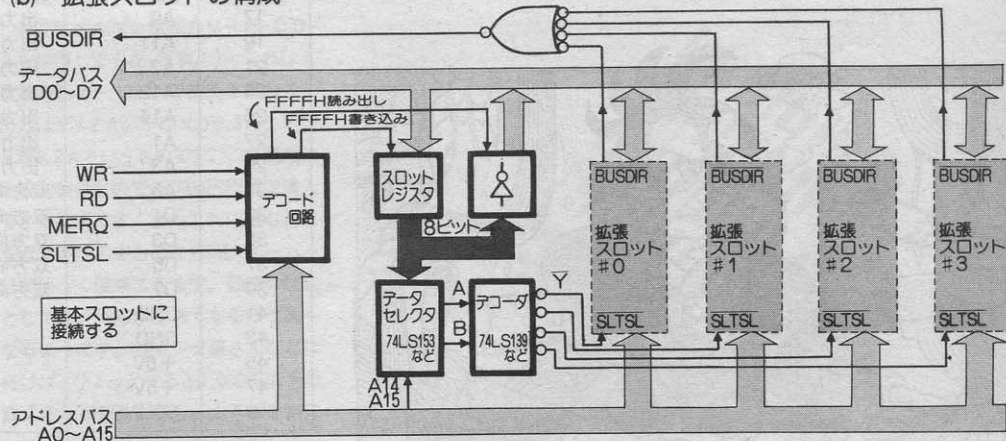 (b) 拡張スロットの構成
BUSDIR
データバス
D0～D7
FFFFH読み出し
FFFFH書き込み
WR
RD
MERQ
SLTSL
デコード
回路
スロット
レジスタ
8ビット
基本スロットに
接続する
データ
セレクタ
74LS153
など
A
B
デコーダ
74LS139
など
Y̅
A14
A15
アドレスバス
A0～A15
BUSDIR
拡張
スロット
#0
SLTSL
BUSDIR
拡張
スロット
#1
SLTSL
BUSDIR
拡張
スロット
#2
SLTSL
BUSDIR
拡張
スロット
#3
SLTSL